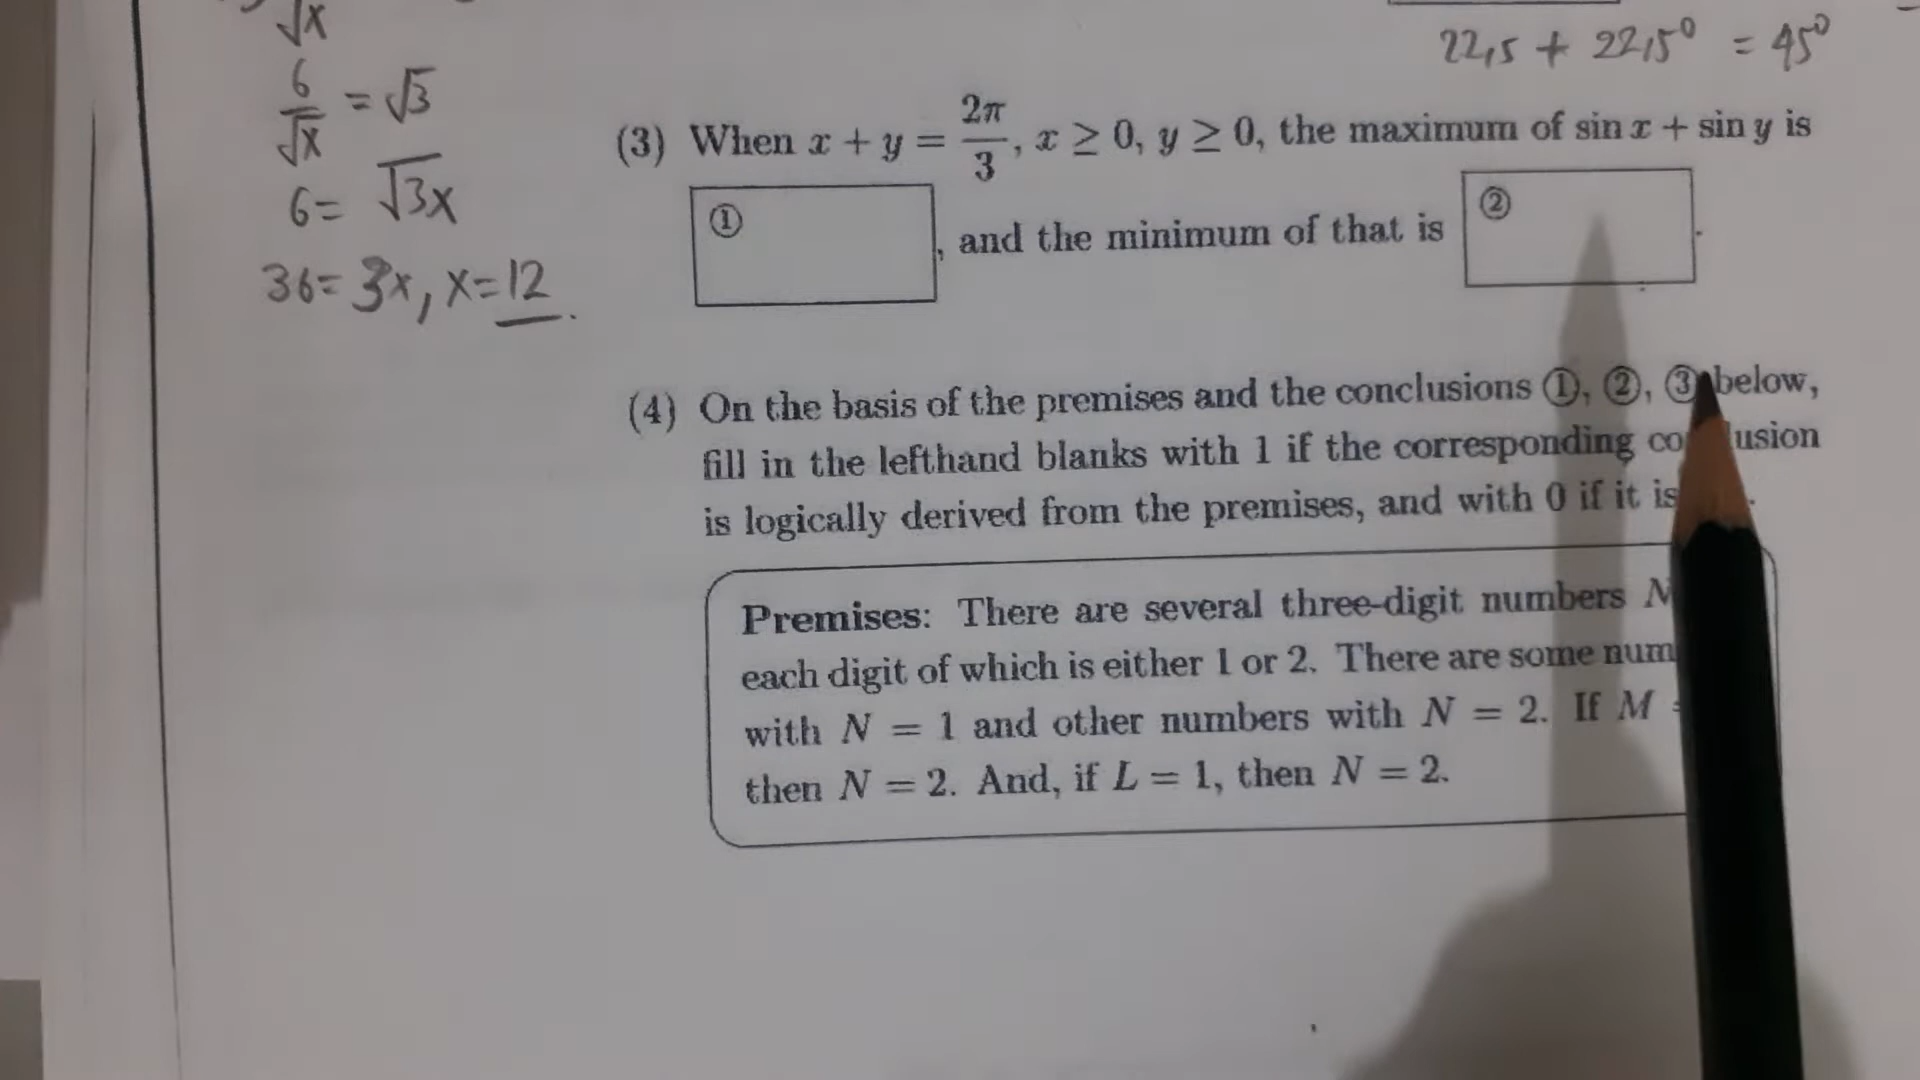 √x
6/√x = √3
6= √3x
36= 3x, x=12.
22,5 + 22,5° = 45°
(3) When x + y = 2π/3, x ≥ 0, y ≥ 0, the maximum of sin x + sin y is
①, and the minimum of that is ②.
(4) On the basis of the premises and the conclusions ①, ②, ③ below,
fill in the lefthand blanks with 1 if the corresponding
is logically derived from the premises, and with 0 if it is
Premises: There are several three-digit numbers
each digit of which is either 1 or 2. There are some
with N = 1 and other numbers with N = 2. If M
then N = 2. And, if L = 1, then N = 2.